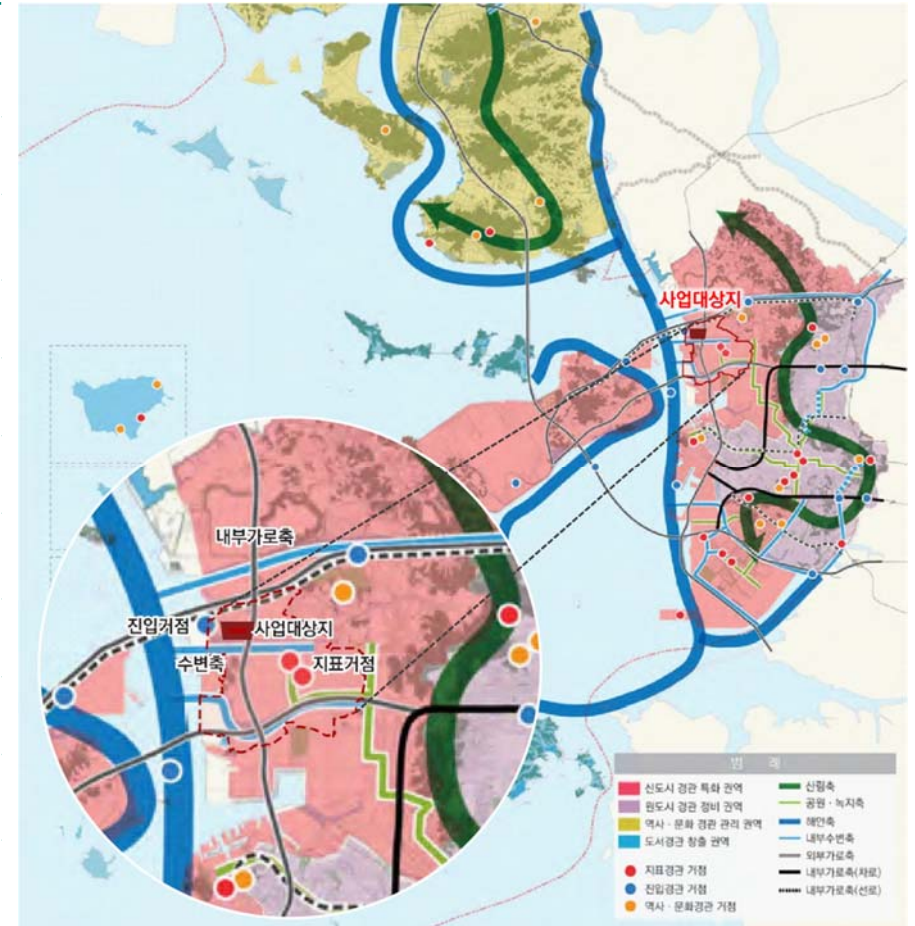 사업대상지
내부가로축
진입거점
사업대상지
수변축
지표거점
범 례
신도시 경관 특화 권역
원도시 경관 정비 권역
역사·문화 경관 관리 권역
도서경관 창출 권역
지표경관 거점
진입경관 거점
역사·문화경관 거점
산림축
공원·녹지축
해안축
내부수변축
외부가로축
내부가로축(차로)
내부가로축(선로)